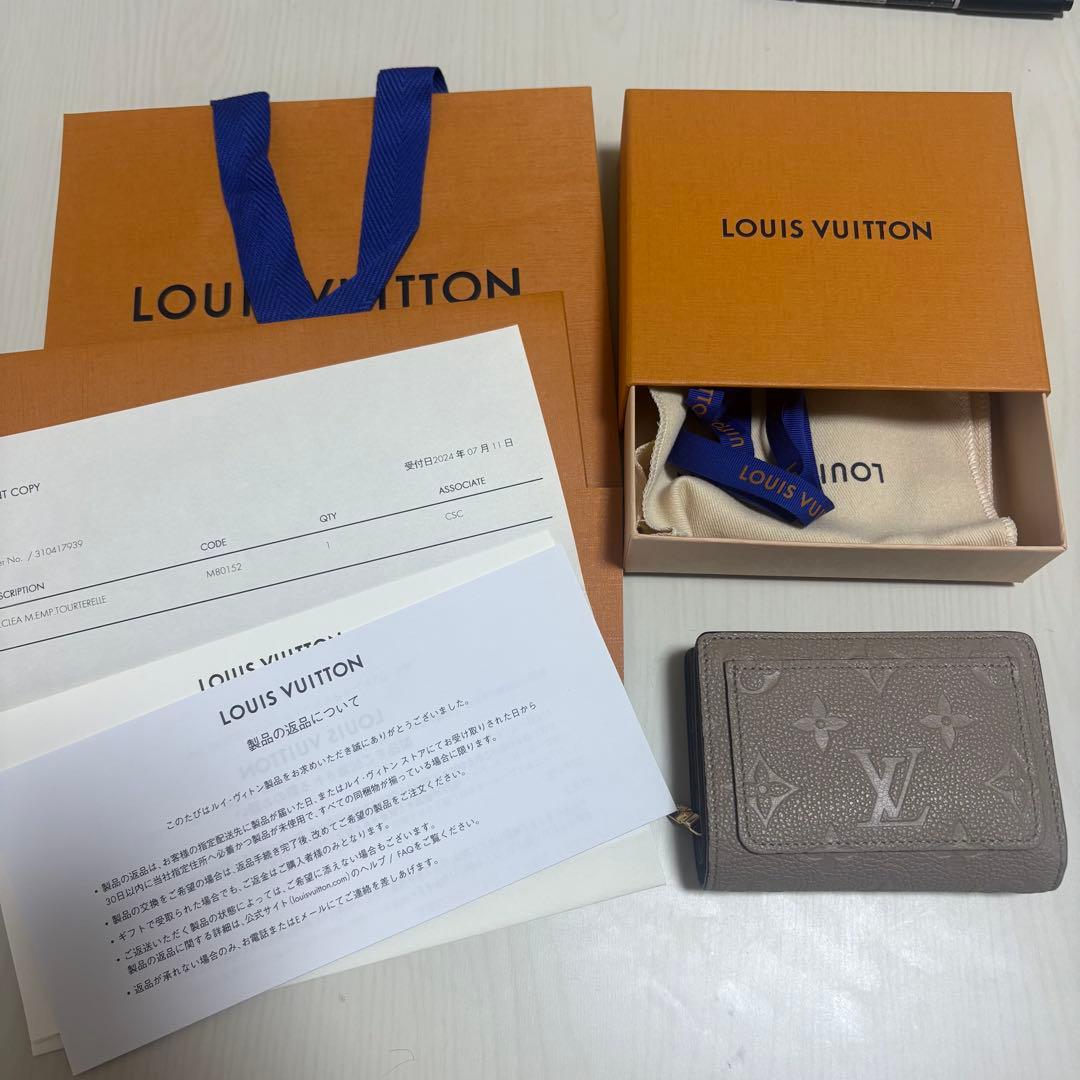 LOUIS VUITTON
LOUIS VUITTON
LOUIS VU
LOUIS
受付日2024 年 07 月 11 日
NT COPY
ASSOCIATE
QTY
CSC
er No. / 310417939
CODE
1
SCRIPTION
M80152
CLEA M.EMP.TOURTERELLE
LOUIS VUITTON
LOUIS VUITTON
製品の返品について
このたびはルイ・ヴィトン製品をお求めいただき誠にありがとうございました。
・製品の返品は、お客様の指定配送先に製品が届いた日、またはルイ・ヴィトン ストアにてお受け取りされた日から
30日以内に当社指定住所へ必着かつ製品が未使用で、すべての同梱物が揃っている場合に限ります。
・製品の交換をご希望の場合は、返品手続き完了後、改めてご希望の製品をご注文ください。
・ギフトで受取られた場合でも、ご返金はご購入者様のみとなります。
・ご返送いただく製品の状態によっては、ご希望に添えない場合もございます。
製品の返品に関する詳細は、公式サイト(louisvuitton.com)のヘルプ / FAQをご覧ください。
・返品が承れない場合のみ、お電話またはEメールにてご連絡を差しあげます。
LV